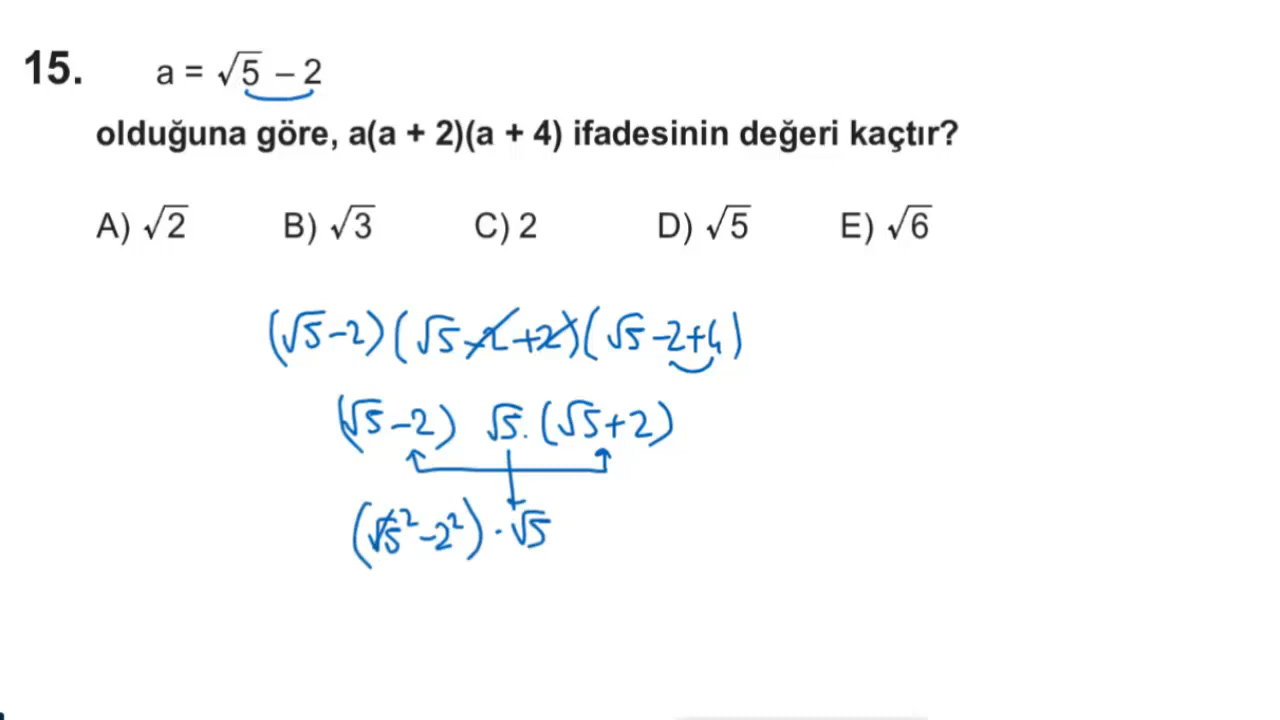 15. a = √5 – 2
olduğuna göre, a(a + 2)(a + 4) ifadesinin değeri kaçtır?
A) √2 B) √3 C) 2 D) √5 E) √6
(√5-2)(√5-2+2)(√5-2+4)
(√5-2) √5.(√5+2)
(√5²-2²)·√5